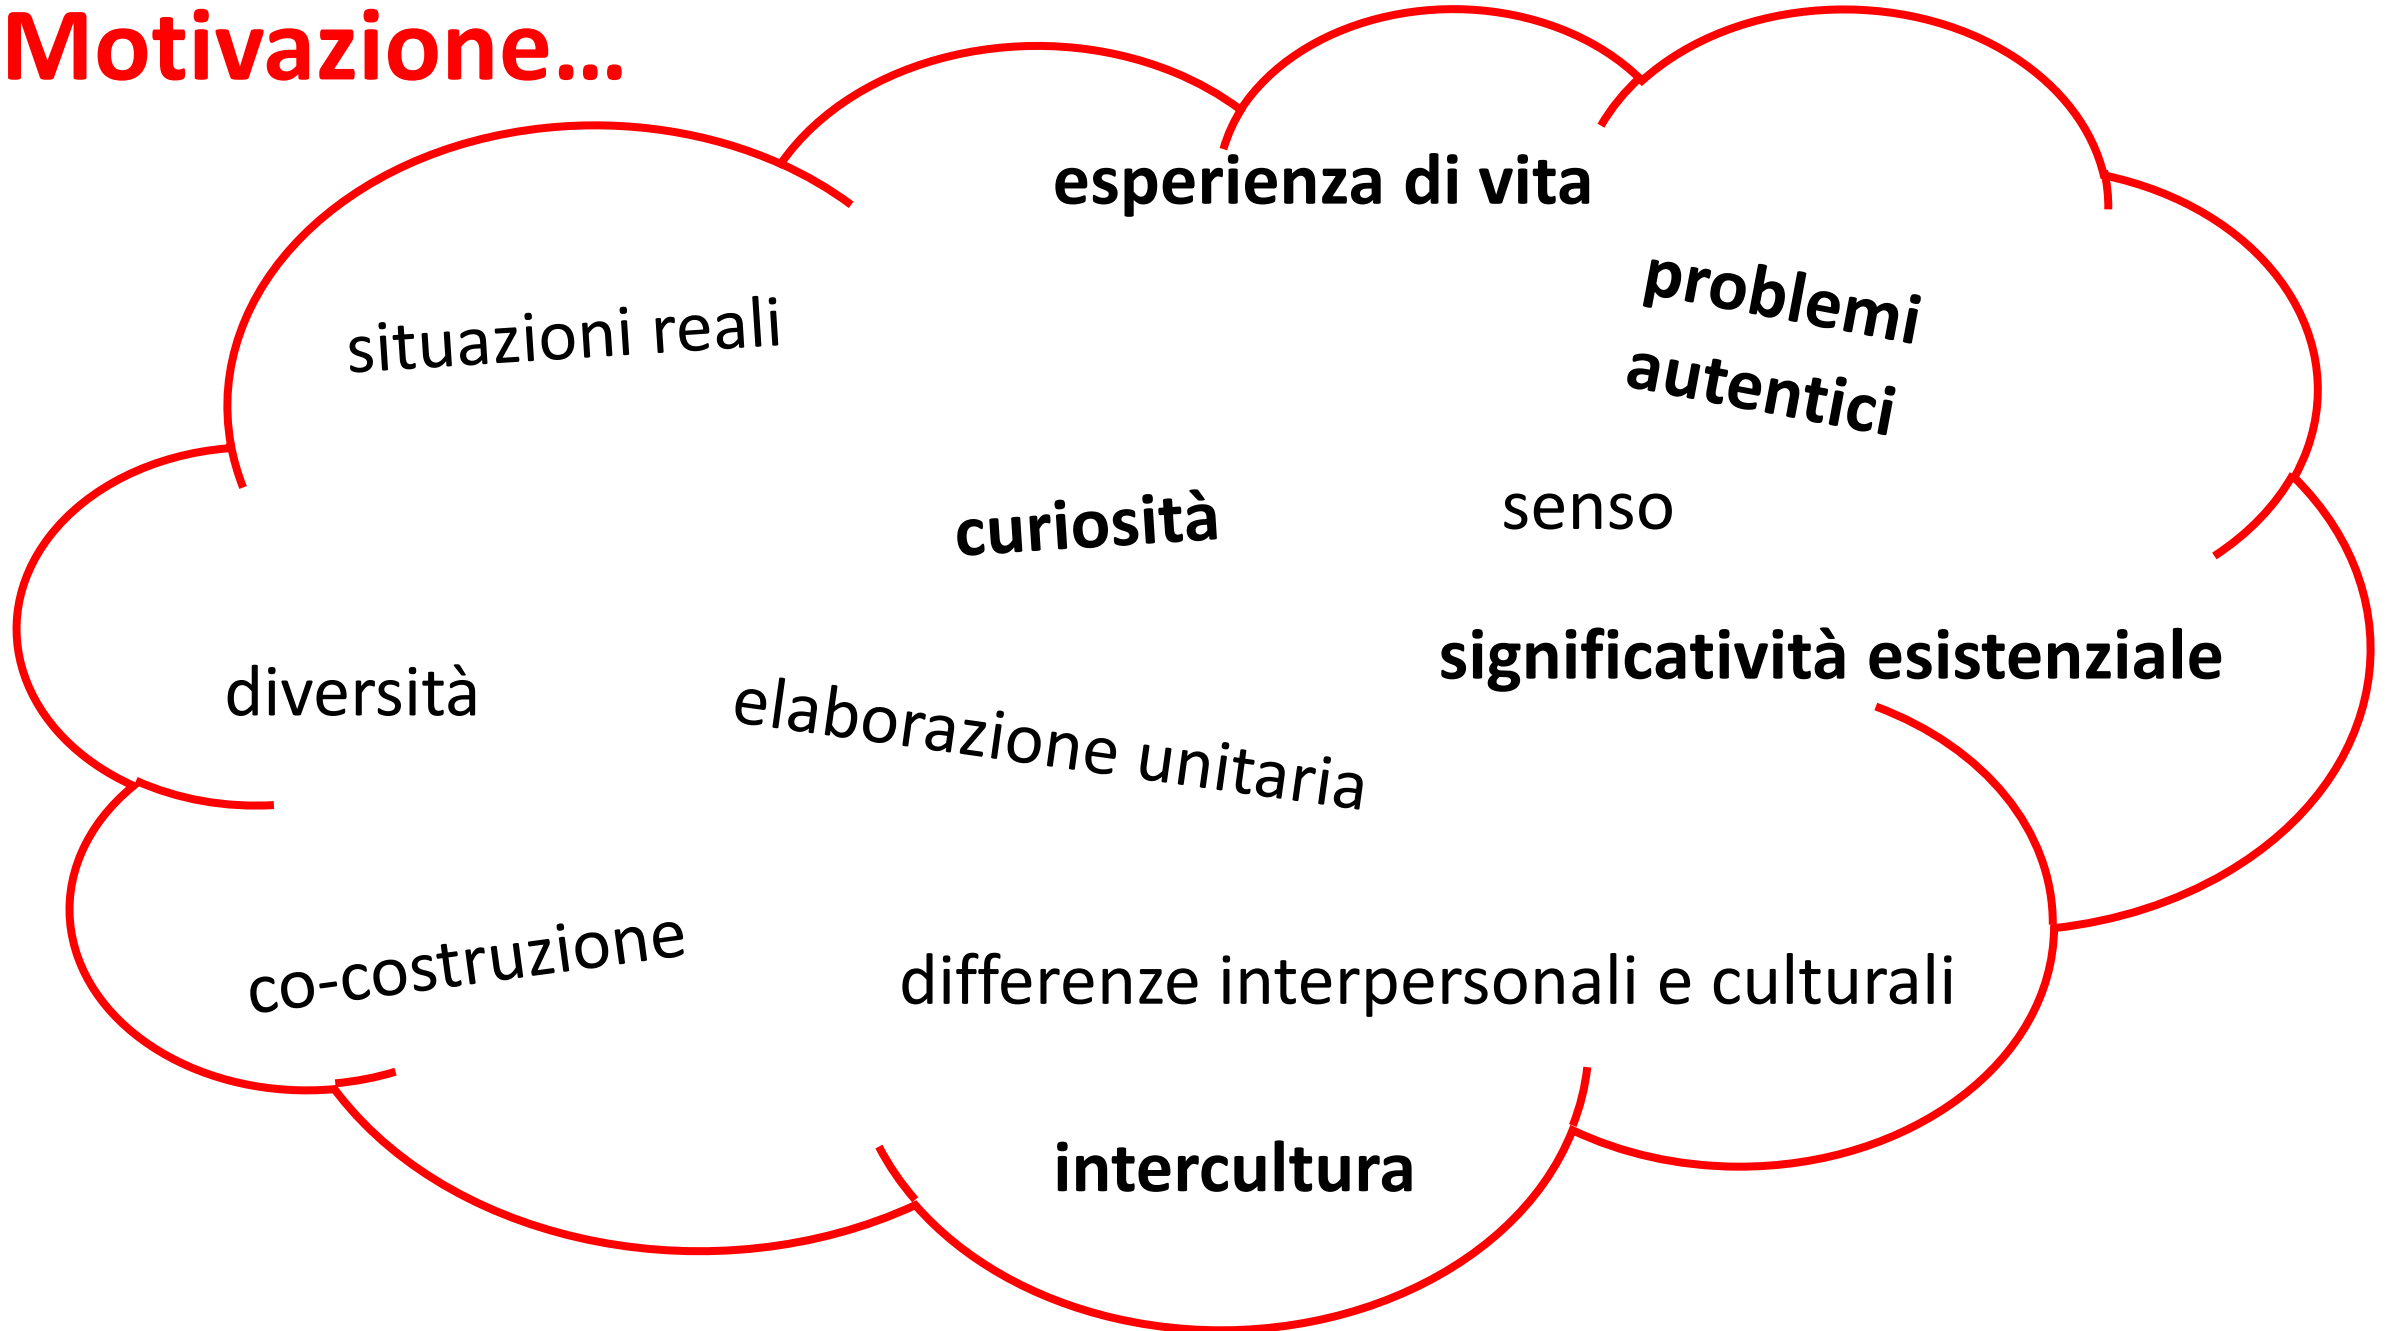 Motivazione...
esperienza di vita
problemi
autentici
situazioni reali
curiosità
senso
significatività esistenziale
diversità
elaborazione unitaria
co-costruzione
differenze interpersonali e culturali
intercultura